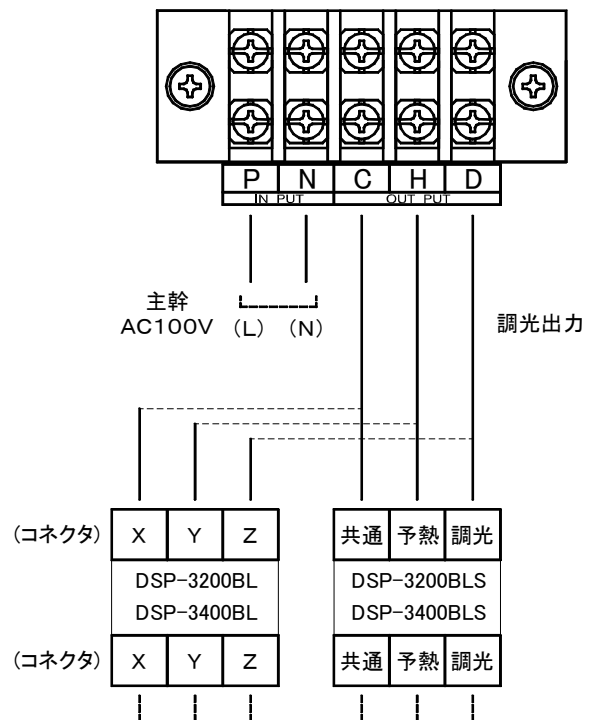 P N C H D
IN PUT OUT PUT
主幹
AC100V (L) (N)
調光出力
(コネクタ) X Y Z 共通 予熱 調光
DSP-3200BL DSP-3200BLS
DSP-3400BL DSP-3400BLS
(コネクタ) X Y Z 共通 予熱 調光